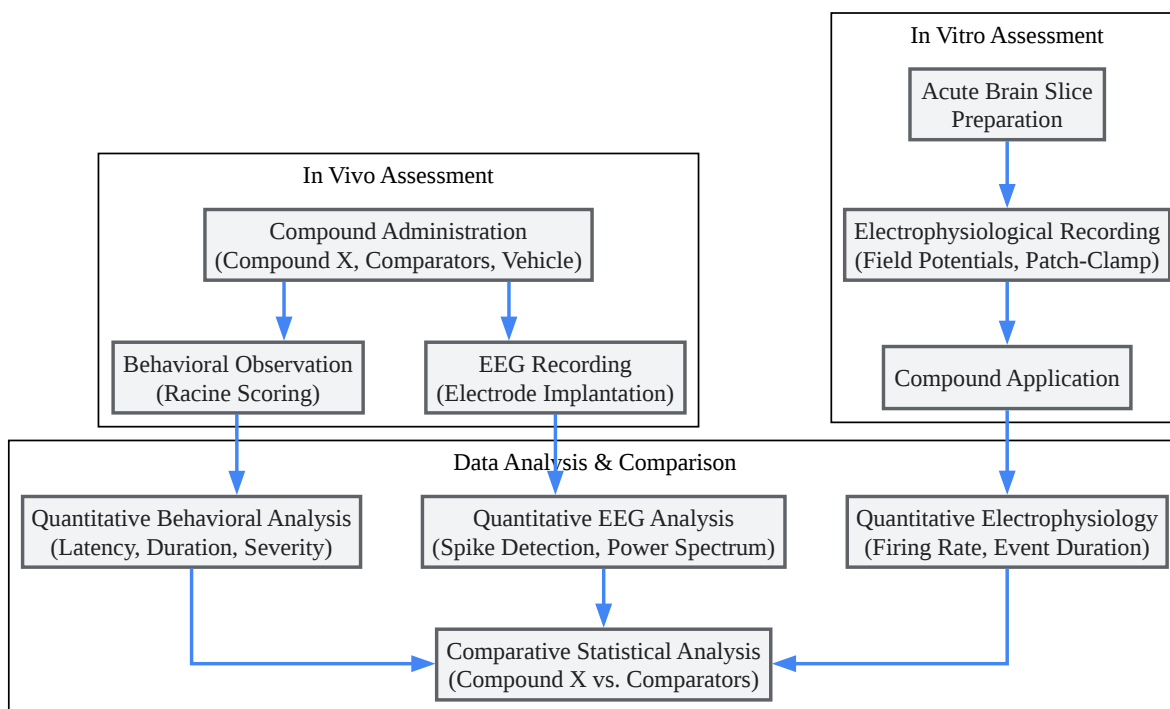 In Vitro Assessment
Acute Brain Slice
Preparation
Electrophysiological Recording
(Field Potentials, Patch-Clamp)
Compound Application
In Vivo Assessment
Compound Administration
(Compound X, Comparators, Vehicle)
Behavioral Observation
(Racine Scoring)
EEG Recording
(Electrode Implantation)
Data Analysis & Comparison
Quantitative Behavioral Analysis
(Latency, Duration, Severity)
Quantitative EEG Analysis
(Spike Detection, Power Spectrum)
Quantitative Electrophysiology
(Firing Rate, Event Duration)
Comparative Statistical Analysis
(Compound X vs. Comparators)